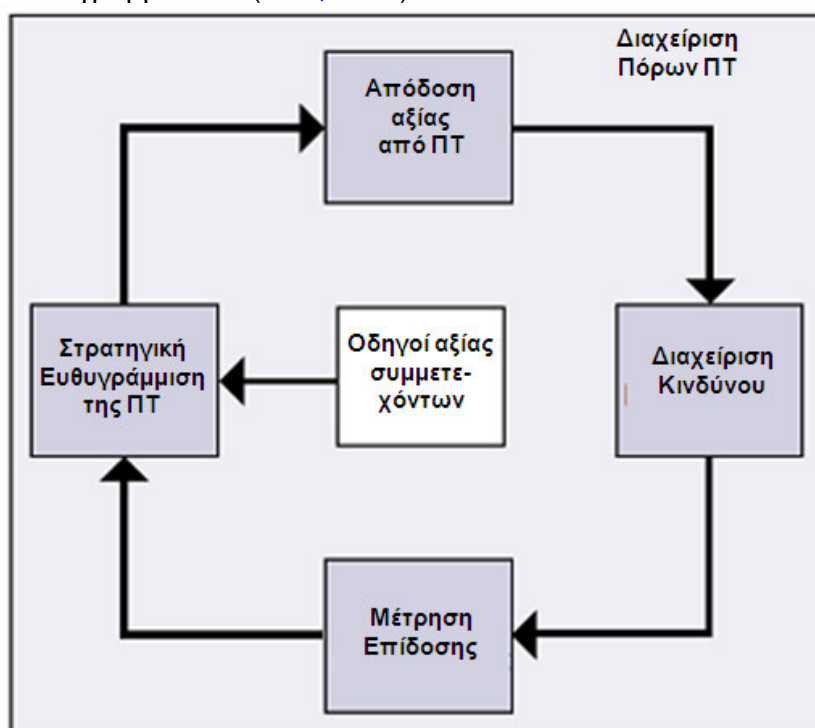 Διαχείριση
Πόρων ΠΤ
Απόδοση
αξίας
από ΠΤ
Στρατηγική
Ευθυγράμμιση
της ΠΤ
Οδηγοί αξίας
συμμετε-
χόντων
Διαχείριση
Κινδύνου
Μέτρηση
Επίδοσης